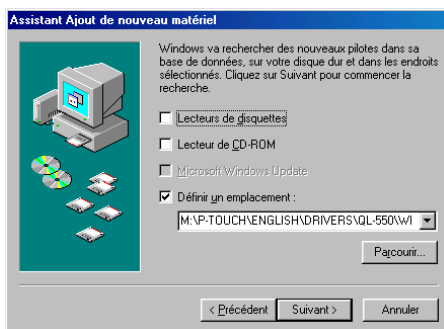 Assistant Ajout de nouveau matériel
Windows va rechercher des nouveaux pilotes dans sa
base de données, sur votre disque dur et dans les endroits
sélectionnés. Cliquez sur Suivant pour commencer la
recherche.
Lecteurs de disquettes
Lecteur de CD-ROM
Microsoft Windows Update
Définir un emplacement :
M:\P-TOUCH\ENGLISH\DRIVERS\QL-550\WI
Parcourir...
< Précédent
Suivant >
Annuler